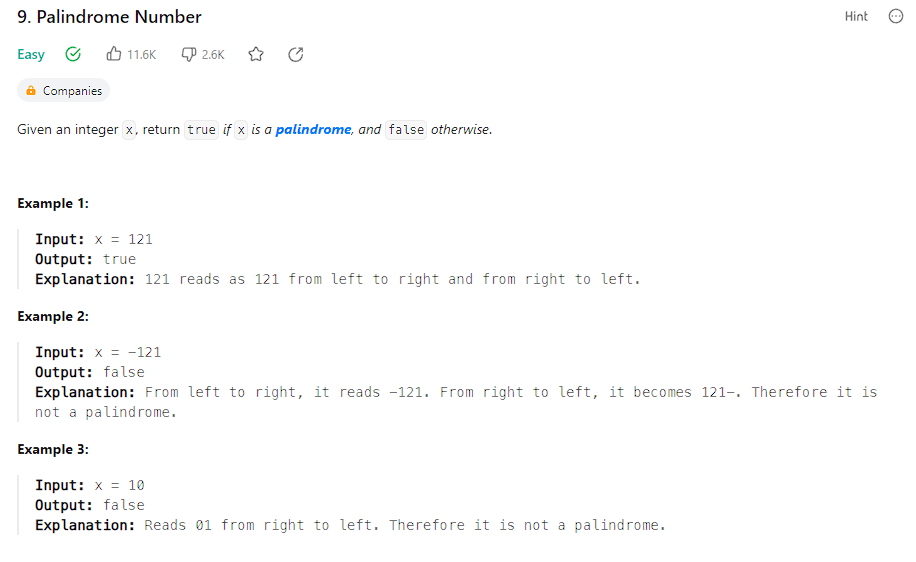 9. Palindrome Number
Hint
Easy
11.6K
2.6K
Companies
Given an integer x, return true if x is a palindrome, and false otherwise.
Example 1:
Input: x = 121
Output: true
Explanation: 121 reads as 121 from left to right and from right to left.
Example 2:
Input: x = -121
Output: false
Explanation: From left to right, it reads -121. From right to left, it becomes 121-. Therefore it is
not a palindrome.
Example 3:
Input: x = 10
Output: false
Explanation: Reads 01 from right to left. Therefore it is not a palindrome.